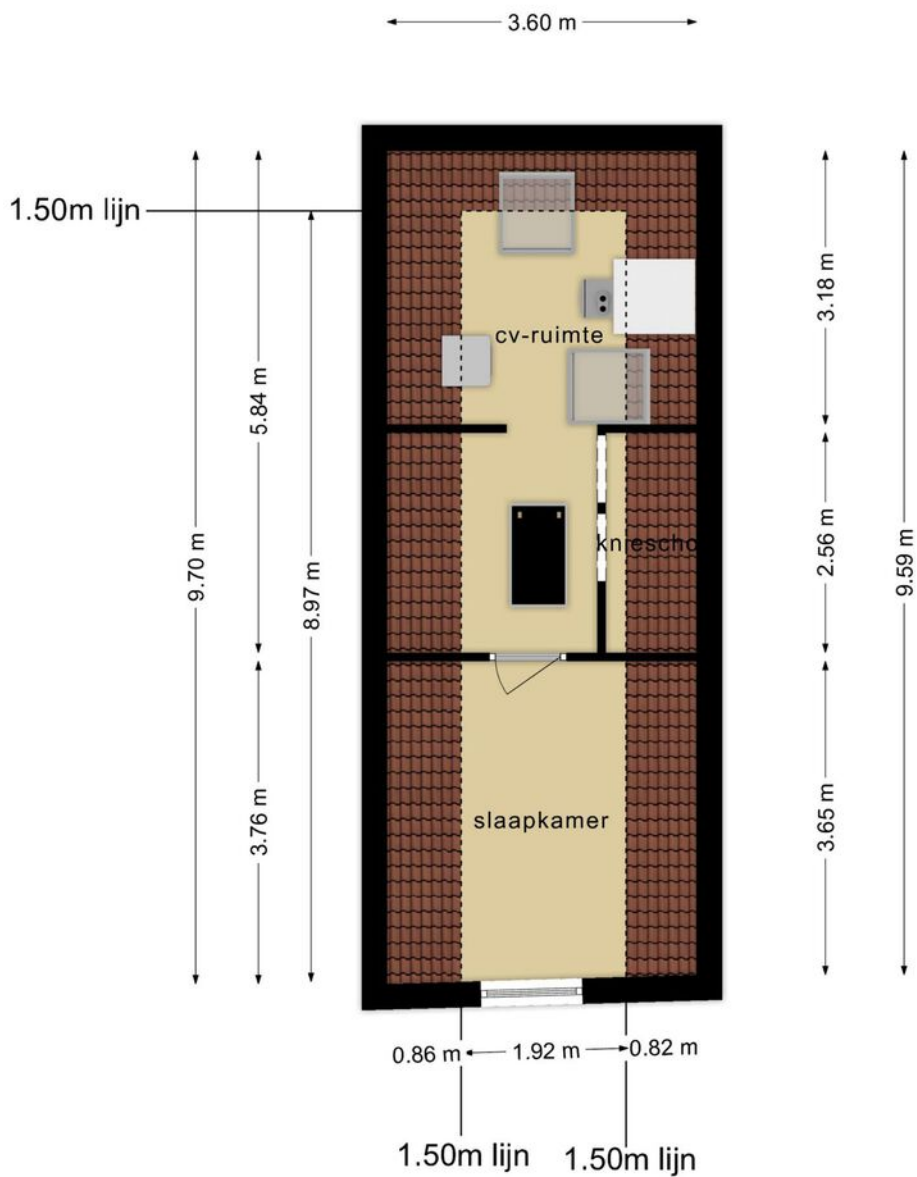 3.60 m
1.50m lijn
9.70 m
5.84 m
8.97 m
3.76 m
cv-ruimte
kniescho
slaapkamer
3.18 m
2.56 m
3.65 m
9.59 m
0.86 m
1.92 m
0.82 m
1.50m lijn
1.50m lijn